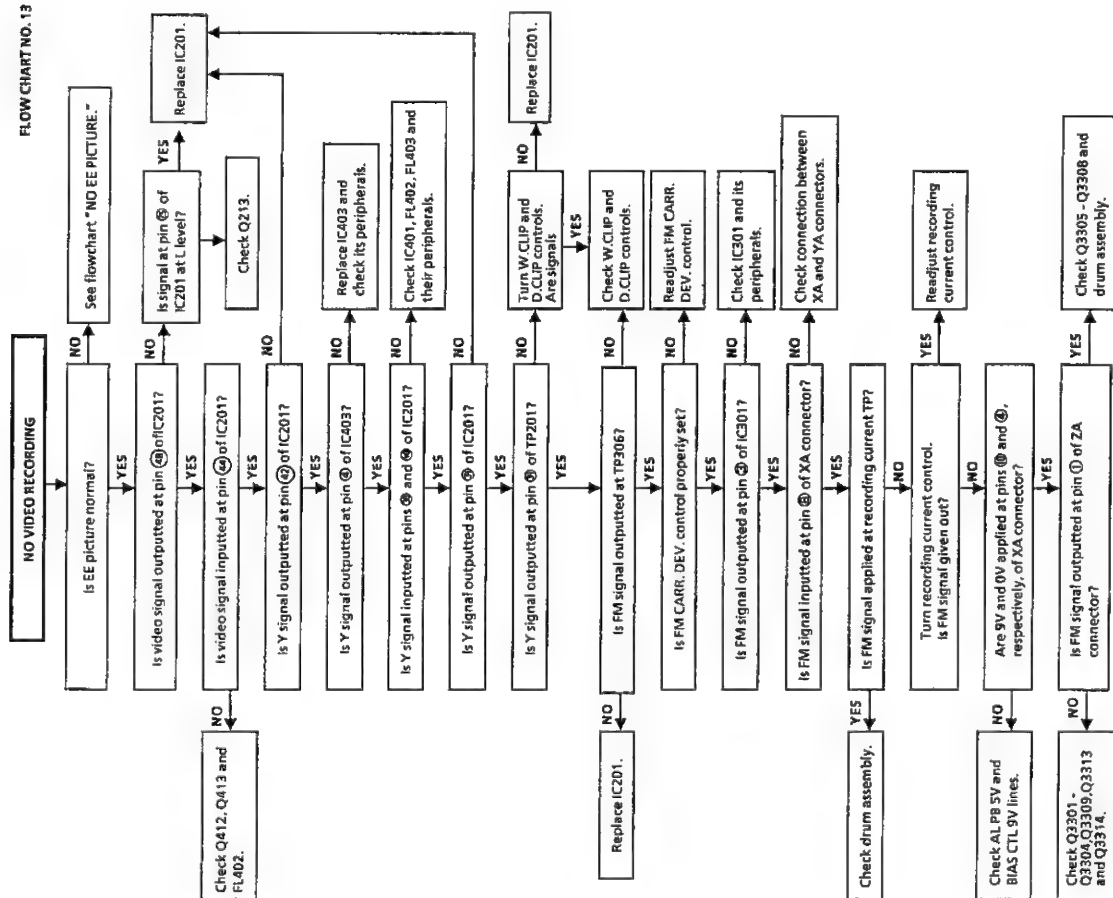 FLOW CHART NO. 13
NO VIDEO RECORDING
Is EE picture normal?
NO
See flowchart "NO EE PICTURE."
YES
Is video signal outputted at pin ㊽ of IC201?
NO
Is signal at pin
of
IC201 at L level?
YES
Replace IC201.
Check Q213.
YES
Is video signal inputted at pin ㊹ of IC201?
NO
Check Q412, Q413 and
FL402.
YES
Is Y signal outputted at pin ㊷ of IC201?
NO
YES
Is Y signal outputted at pin ④ of IC403?
NO
Replace IC403 and
check its peripherals.
YES
Is Y signal inputted at pins
and
of IC201?
NO
Check IC401, FL402, FL403 and
their peripherals.
YES
Is Y signal outputted at pin
of IC201?
NO
YES
Is Y signal outputted at pin
of TP201?
NO
Turn W.CLIP and
D.CLIP controls.
Are signals
NO
Replace IC201.
YES
Check W.CLIP and
D.CLIP controls.
YES
Is FM signal outputted at TP306?
NO
NO
Replace IC201.
YES
Is FM CARR. DEV. control properly set?
NO
Readjust FM CARR.
DEV. control.
YES
Is FM signal outputted at pin
of IC301?
NO
Check IC301 and its
peripherals.
YES
Is FM signal inputted at pin
of XA connector?
NO
Check connection between
XA and YA connectors.
YES
Is FM signal applied at recording current TP?
YES
Check drum assembly.
NO
Turn recording current control.
Is FM signal given out?
YES
Readjust recording
current control.
NO
Are 9V and 0V applied at pins ⑩ and ④,
respectively, of XA connector?
NO
Check AL PB 5V and
BIAS CTL 9V lines.
YES
Is FM signal outputted at pin ① of ZA
connector?
YES
Check Q3305 - Q3308 and
drum assembly.
NO
Check Q3301 -
Q3304,Q3309,Q3313
and Q3314.